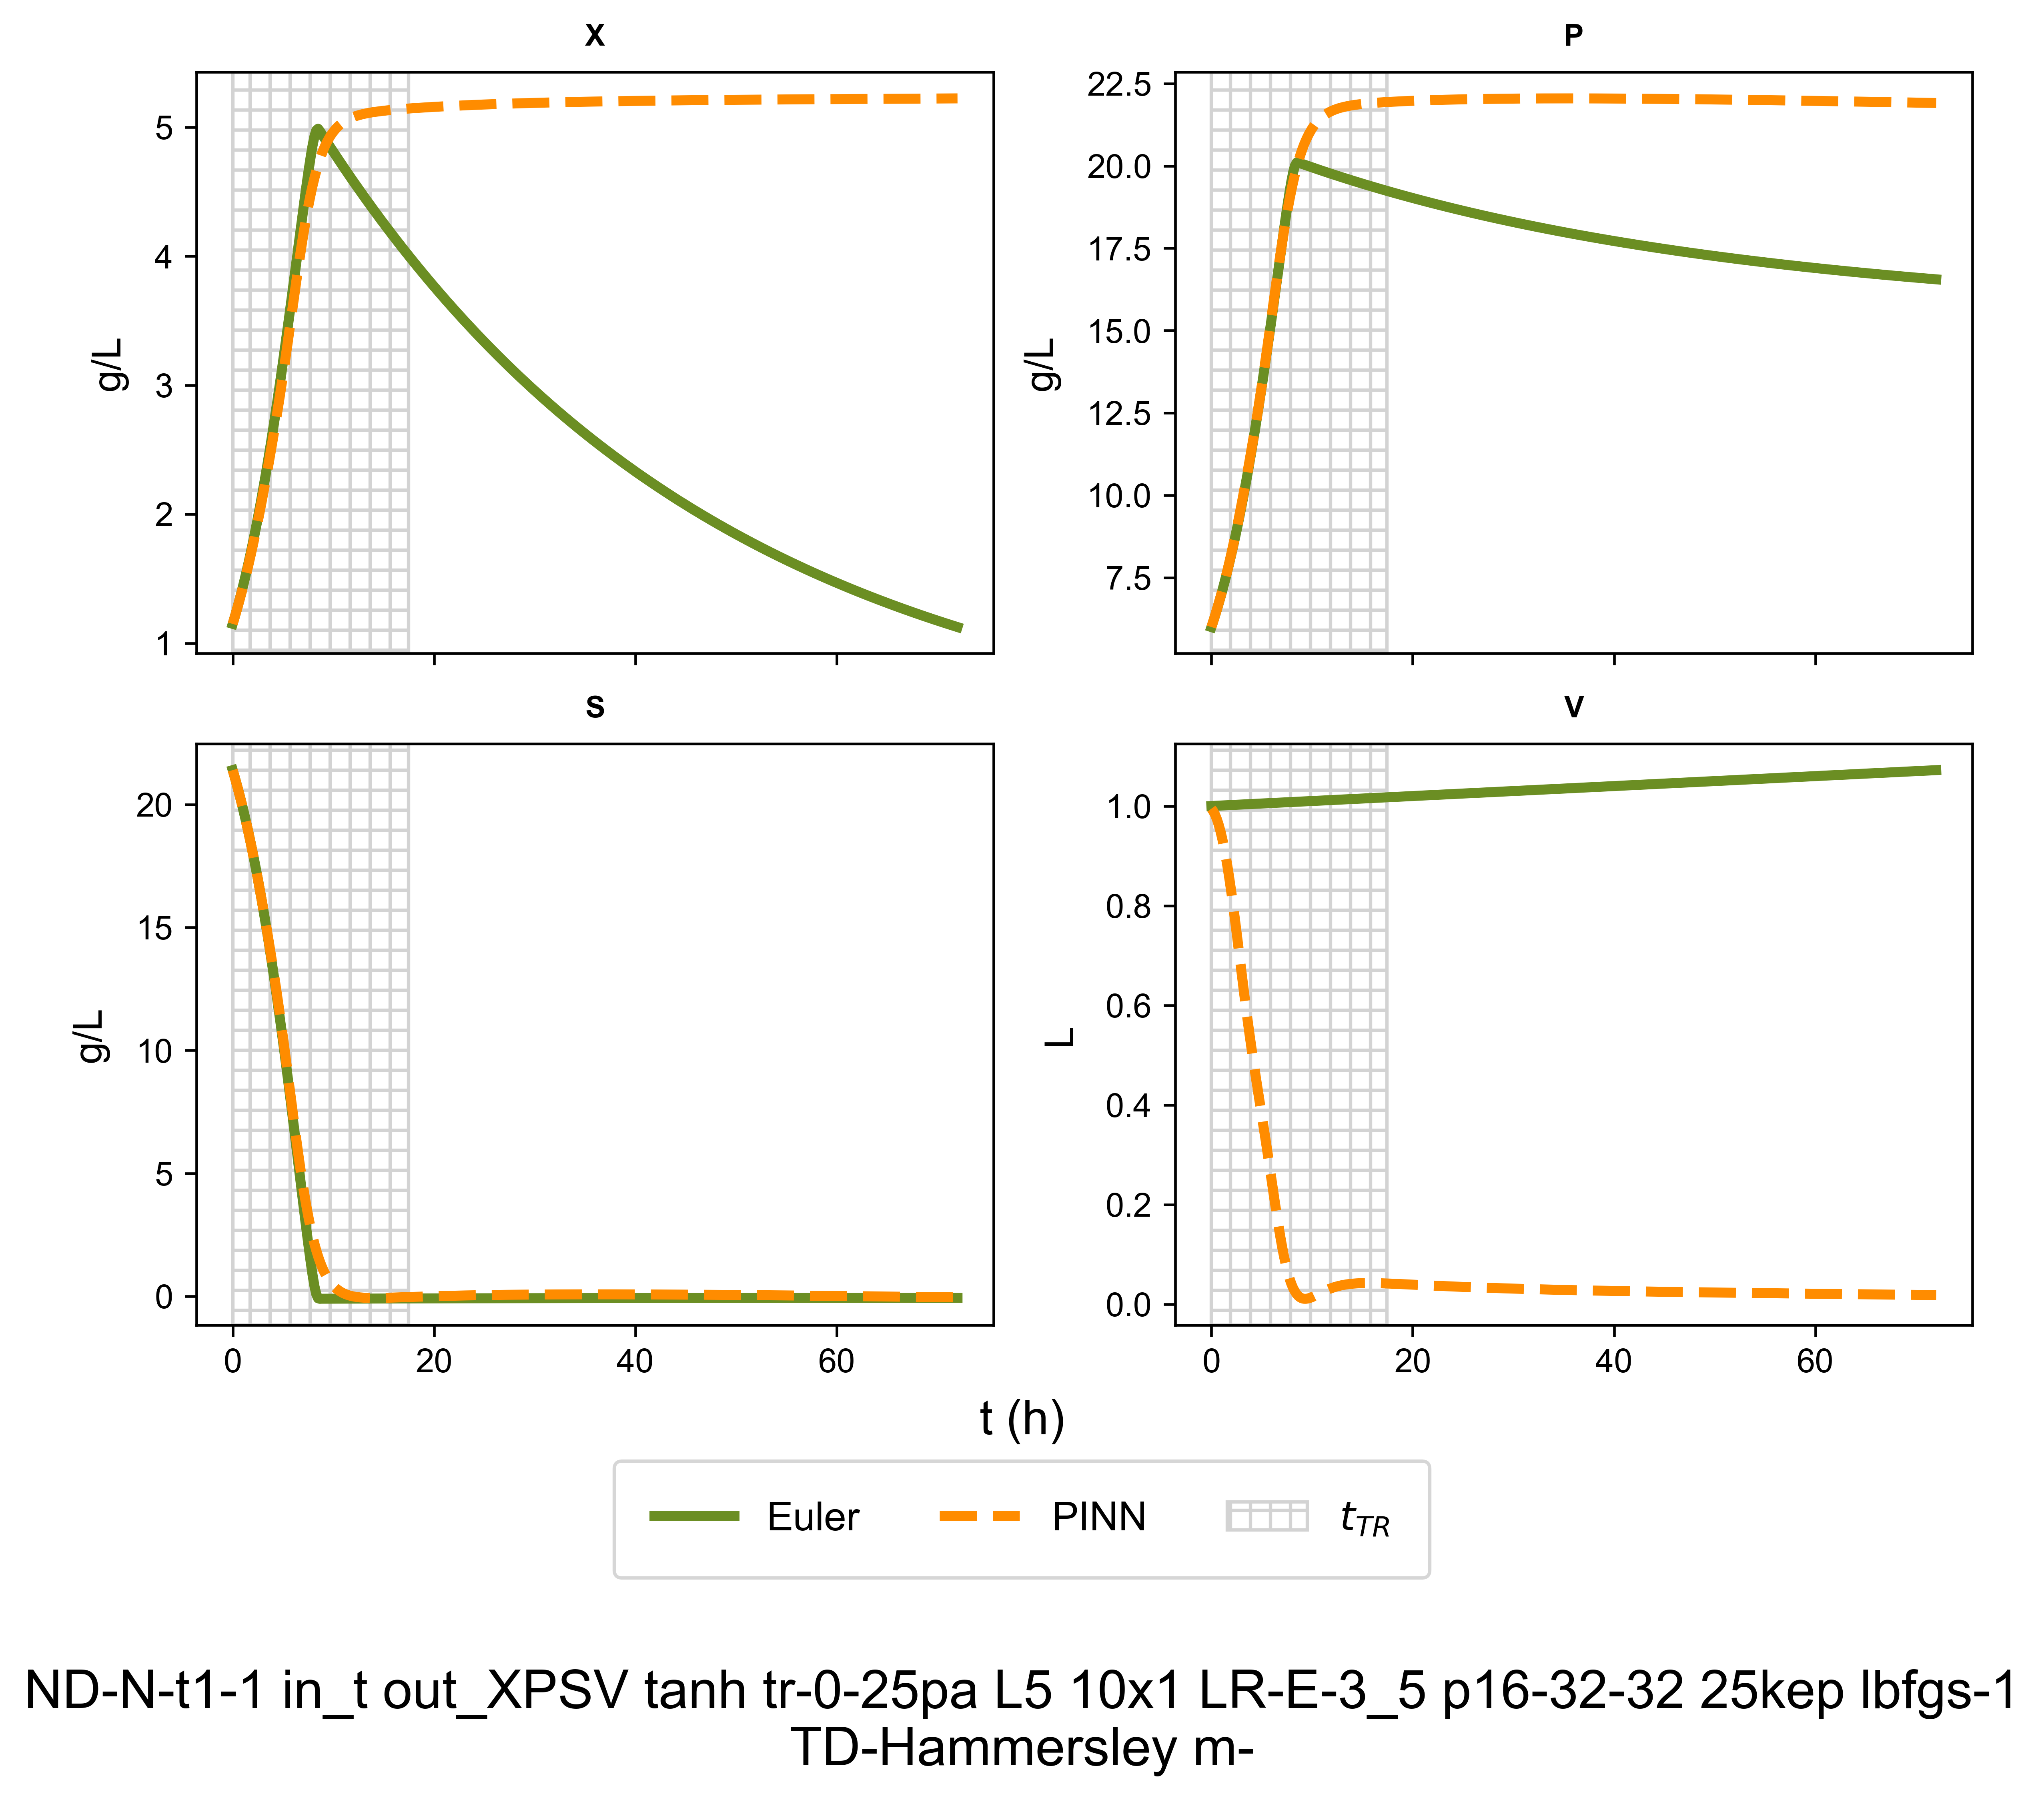 X
P
5
4
3
2
1
g/L
22.5
20.0
17.5
15.0
12.5
10.0
7.5
g/L
S
V
20
15
10
5
0
g/L
1.0
0.8
0.6
0.4
0.2
0.0
L
0 20 40 60
0 20 40 60
t (h)
Euler PINN t_TR
ND-N-t1-1 in_t out_XPSV tanh tr-0-25pa L5 10x1 LR-E-3_5 p16-32-32 25kep lbfgs-1
TD-Hammersley m-